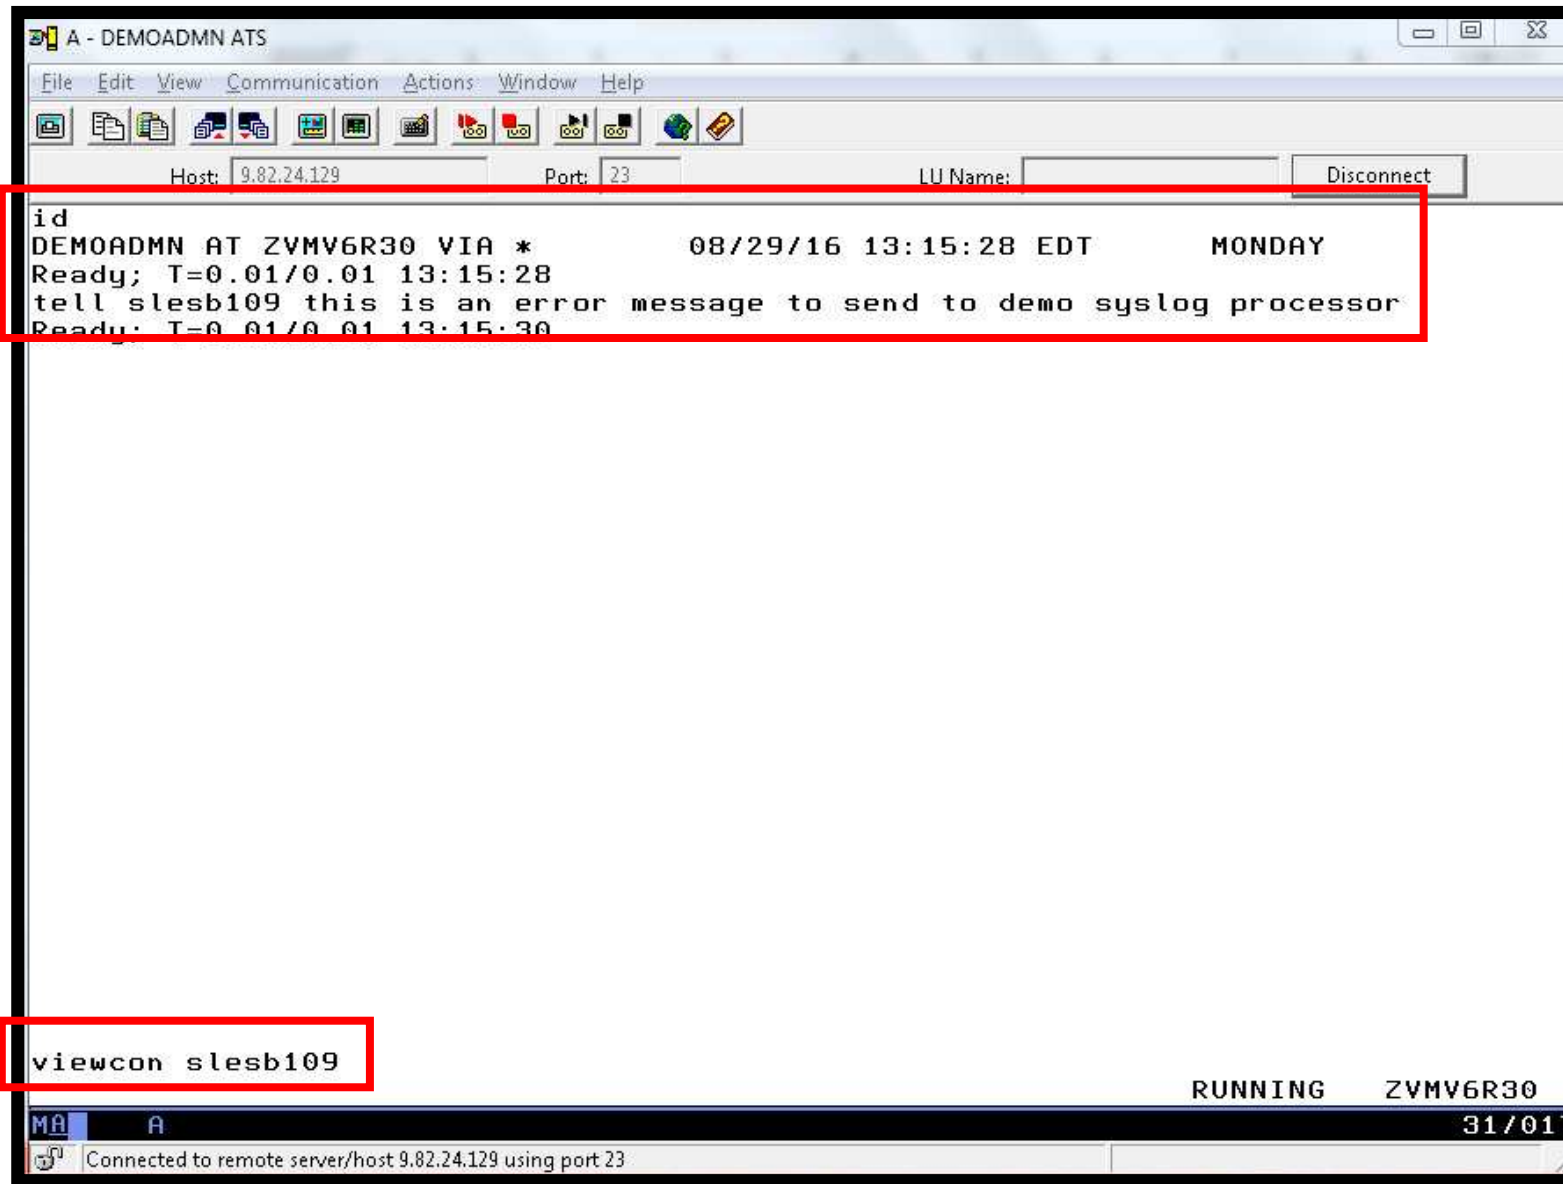 A - DEMOADMN ATS
File Edit View Communication Actions Window Help
Host: 9.82.24.129 Port: 23 LU Name: Disconnect
id
DEMOADMN AT ZVMV6R30 VIA * 08/29/16 13:15:28 EDT MONDAY
Ready; T=0.01/0.01 13:15:28
tell slesb109 this is an error message to send to demo syslog processor
Ready; T=0.01/0.01 13:15:30
viewcon slesb109
RUNNING ZVMV6R30
MA A 31/01
Connected to remote server/host 9.82.24.129 using port 23